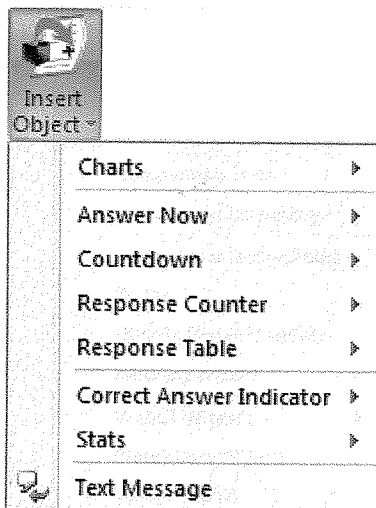 Insert
Object
Charts
Answer Now
Countdown
Response Counter
Response Table
Correct Answer Indicator
Stats
Text Message